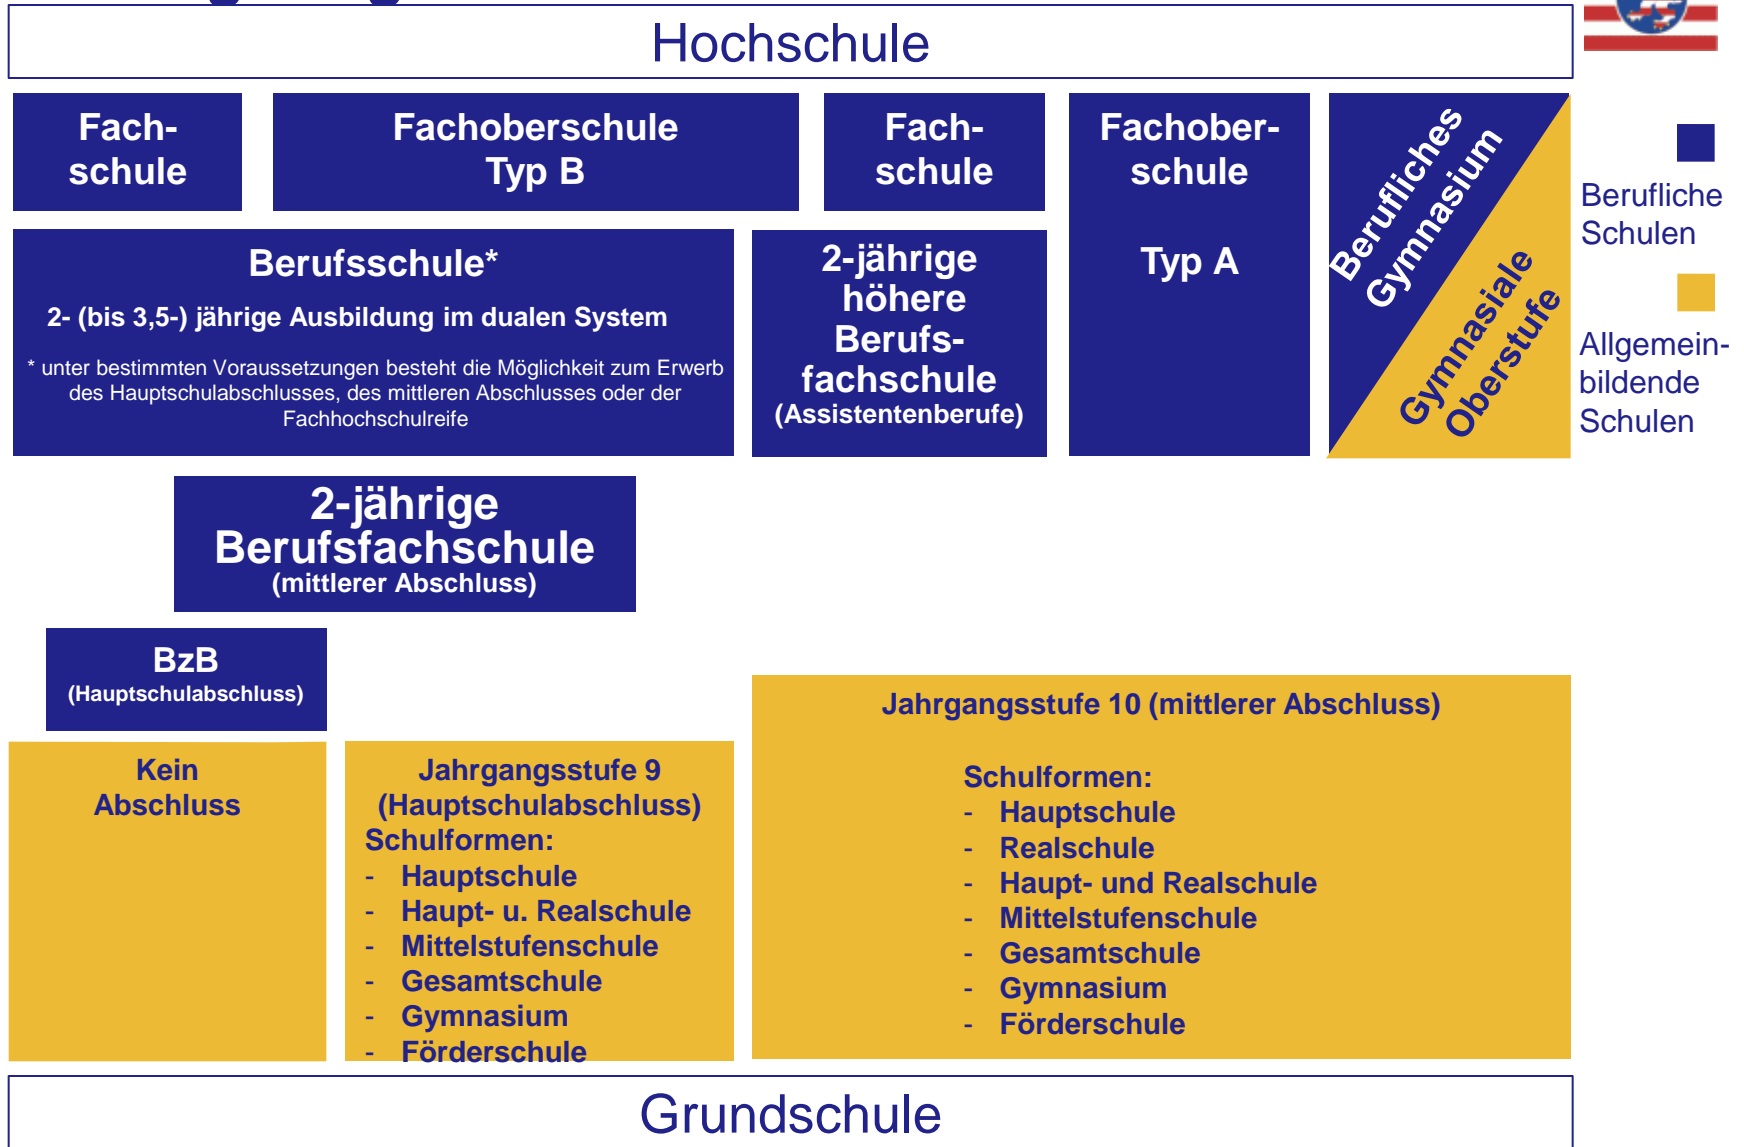 Hochschule
Fach-
schule
Fachoberschule
Typ B
Fach-
schule
Fachober-
schule
Typ A
Berufliches
Gymnasium
Gymnasiale
Oberstufe
Berufliche
Schulen
Allgemein-
bildende
Schulen
Berufsschule*
2- (bis 3,5-) jährige Ausbildung im dualen System
* unter bestimmten Voraussetzungen besteht die Möglichkeit zum Erwerb
des Hauptschulabschlusses, des mittleren Abschlusses oder der
Fachhochschulreife
2-jährige
höhere
Berufs-
fachschule
(Assistentenberufe)
2-jährige
Berufsfachschule
(mittlerer Abschluss)
BzB
(Hauptschulabschluss)
Kein
Abschluss
Jahrgangsstufe 9
(Hauptschulabschluss)
Schulformen:
- Hauptschule
- Haupt- u. Realschule
- Mittelstufenschule
- Gesamtschule
- Gymnasium
- Förderschule
Jahrgangsstufe 10 (mittlerer Abschluss)
Schulformen:
- Hauptschule
- Realschule
- Haupt- und Realschule
- Mittelstufenschule
- Gesamtschule
- Gymnasium
- Förderschule
Grundschule